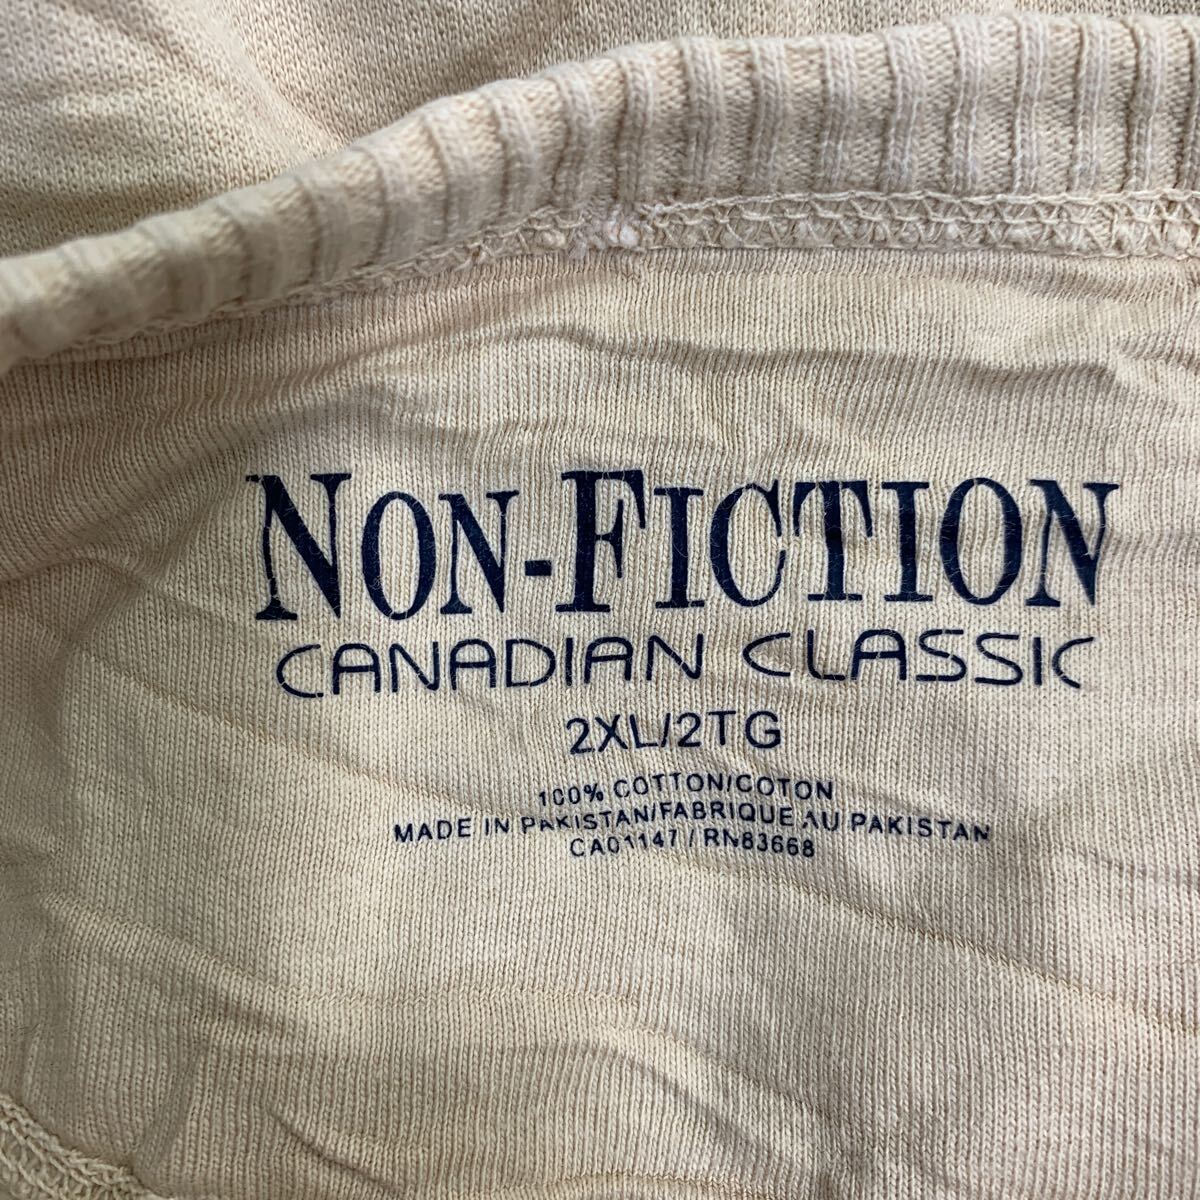 NON-FICTION
CANADIAN CLASSIC
2XL/2TG
100% COTTON/COTON
MADE IN PAKISTAN/FABRIQUE AU PAKISTAN
CA01147 / RN83668